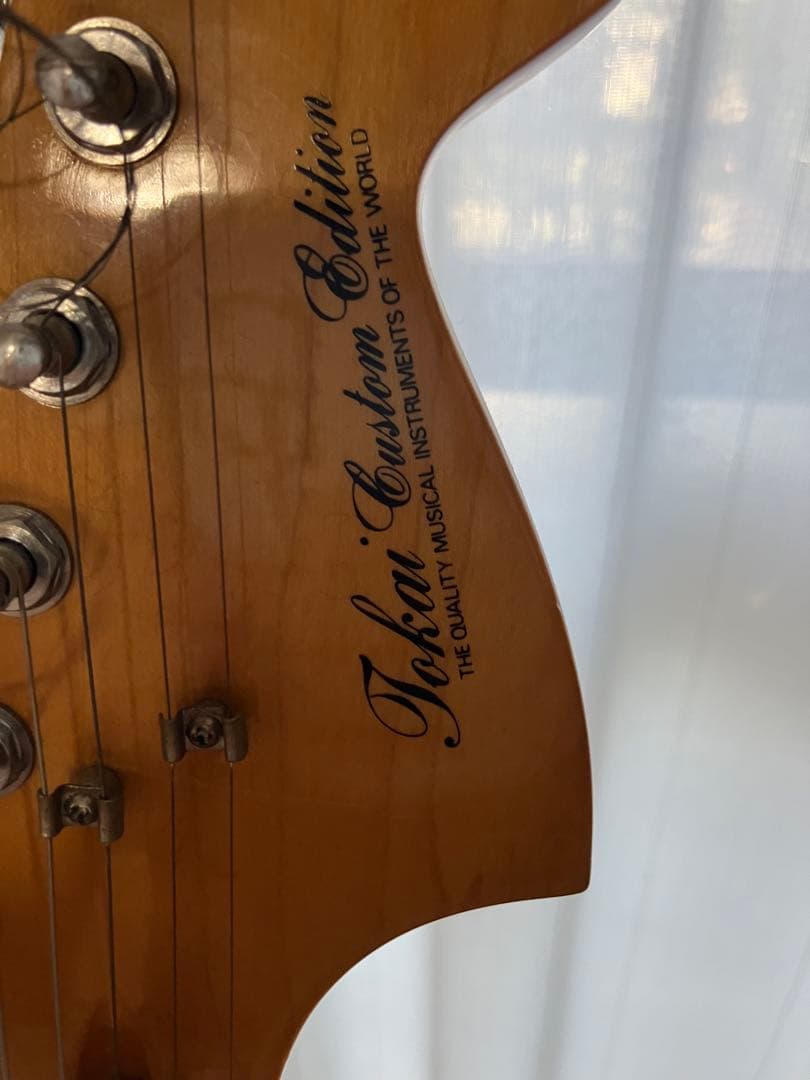 Tokai Custom Edition
THE QUALITY MUSICAL INSTRUMENTS OF THE WORLD